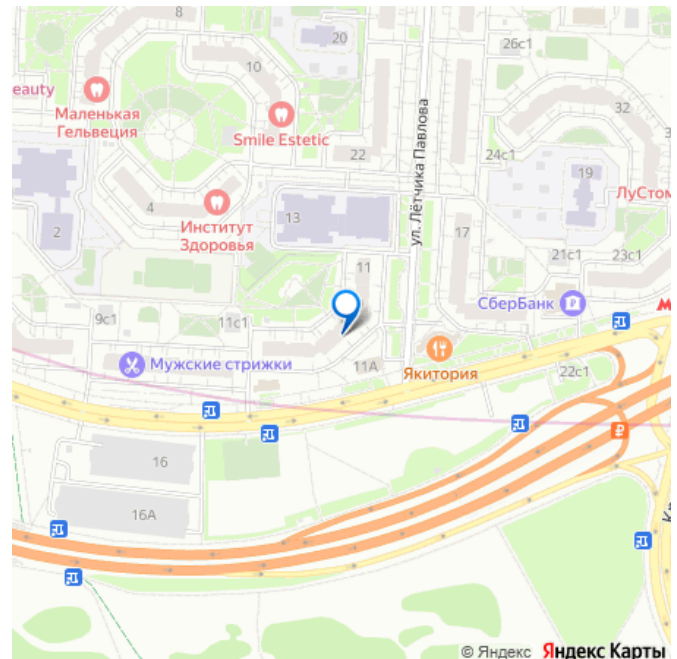 8
20
26с1
10
eauty
Маленькая
Гельвеция
32
Smile Estetic
ул. Лётчика Павлова
22
24с1
19
ЛуСтом
4
Институт
Здоровья
13
2
17
21с1
23с1
11
СберБанк
М
9с1
11с1
Якитория
Мужские стрижки
11А
22с1
16
16А
© Яндекс Яндекс Карты